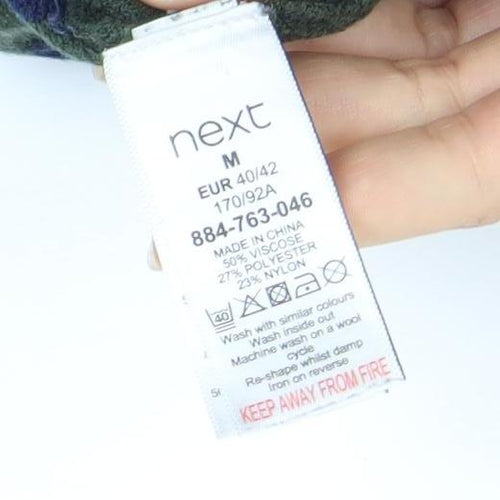 next
M
EUR 40/42
170/92A
884-763-046
MADE IN CHINA
50% VISCOSE
27% POLYESTER
23% NYLON
40
Wash with similar colours
Wash inside out
Machine wash on a wool
cycle
Re-shape whilst damp
Iron on reverse
KEEP AWAY FROM FIRE